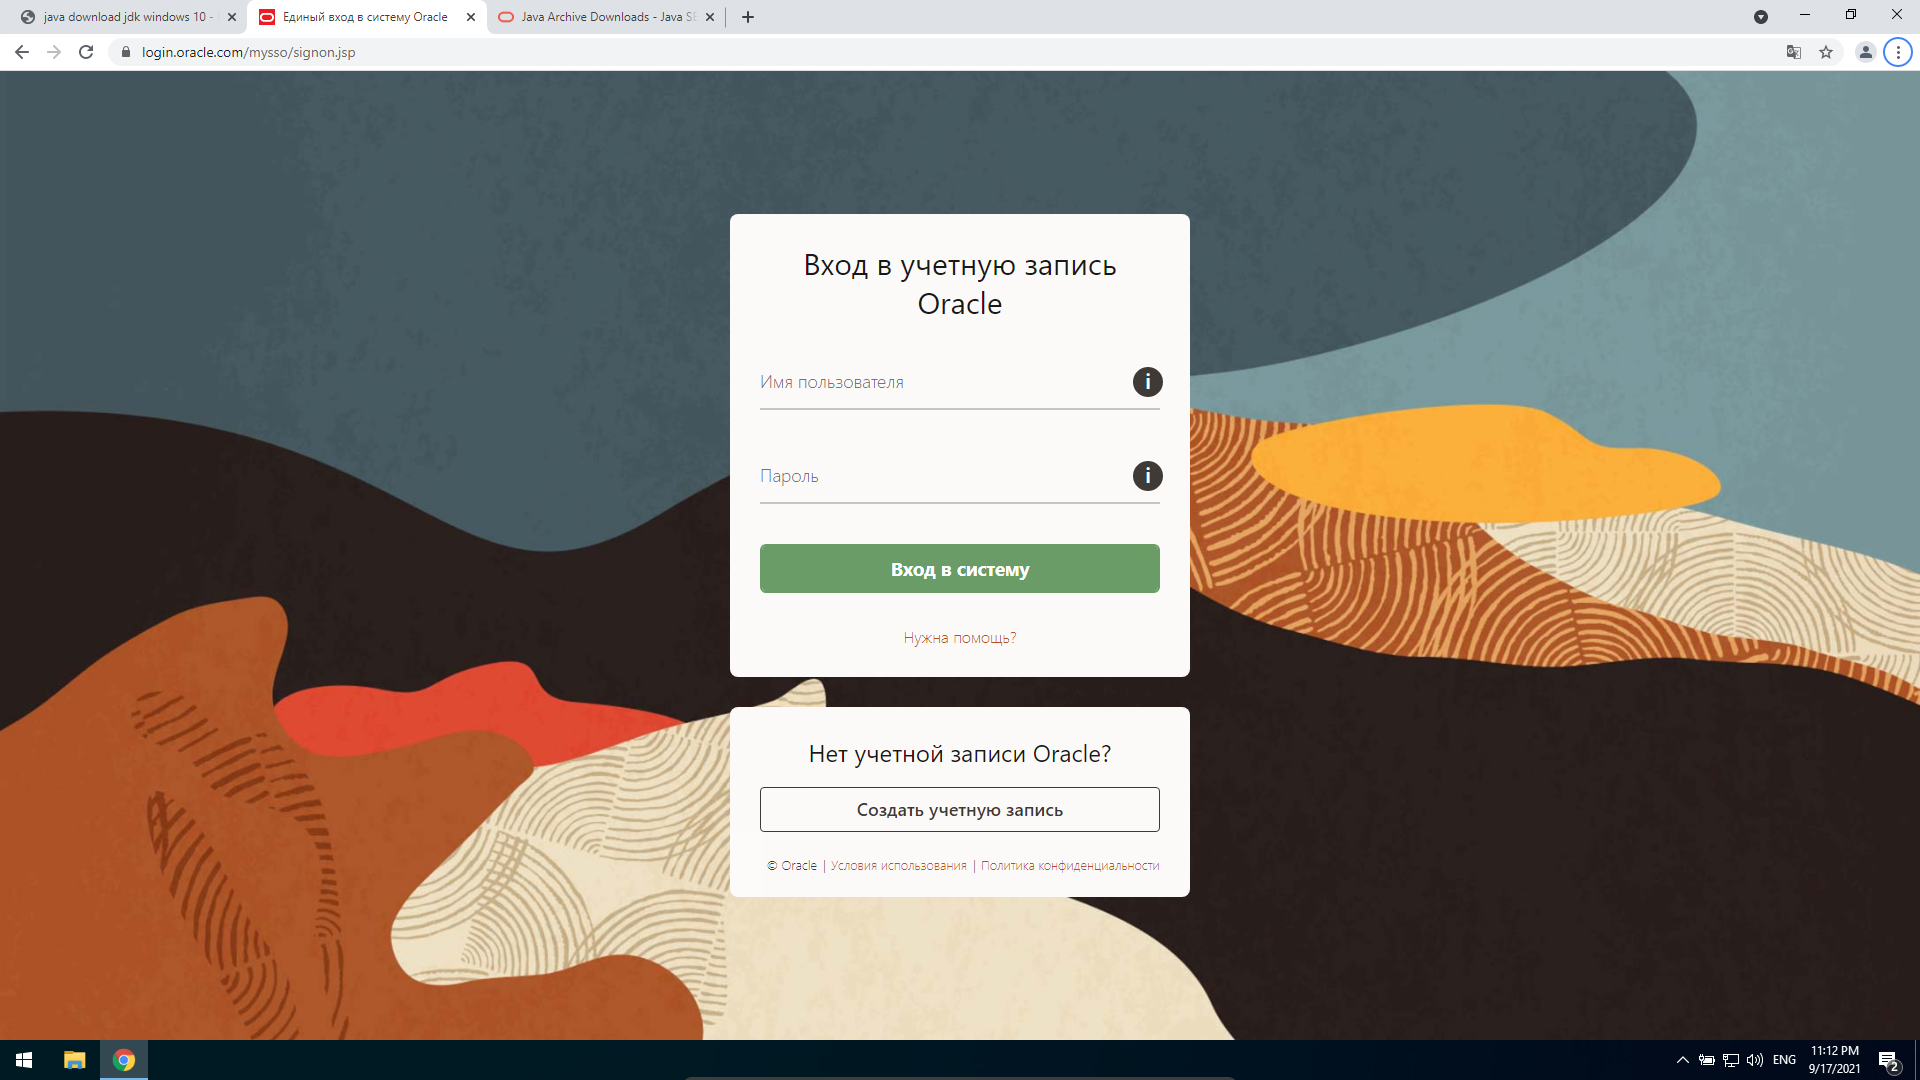 java download jdk windows 10 -
Единый вход в систему Oracle
Java Archive Downloads - Java SE
login.oracle.com/mysso/signon.jsp
Вход в учетную запись
Oracle
Имя пользователя
i
Пароль
i
Вход в систему
Нужна помощь?
Нет учетной записи Oracle?
Создать учетную запись
© Oracle | Условия использования | Политика конфиденциальности
ENG
11:12 PM
9/17/2021
2